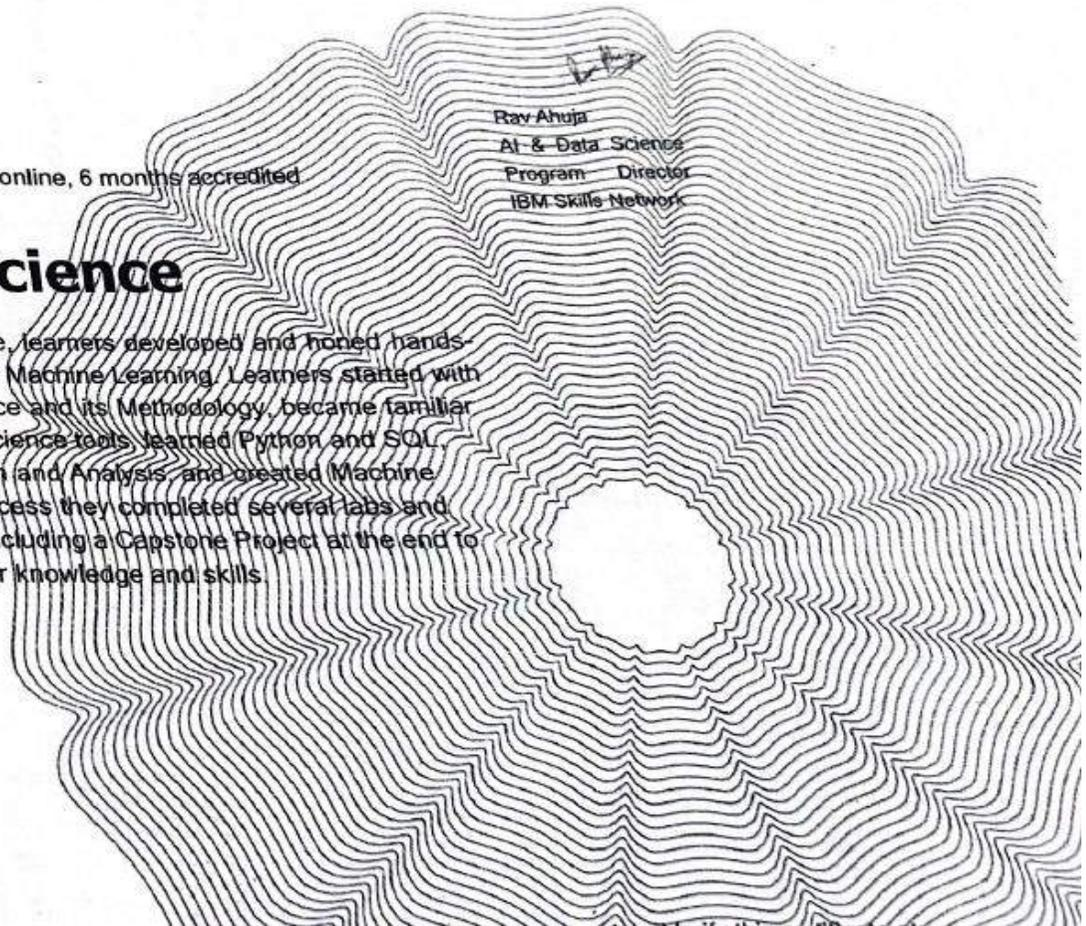 Rav Ahuja
AI & Data Science
Program Director
IBM Skills Network
online, 6 months accredited
cience
e, learners developed and honed hands-
Machine Learning. Learners started with
ce and its Methodology, became familiar
cience tools, learned Python and SQL,
n and Analysis, and created Machine
cess they completed several labs and
cluding a Capstone Project at the end to
r knowledge and skills.